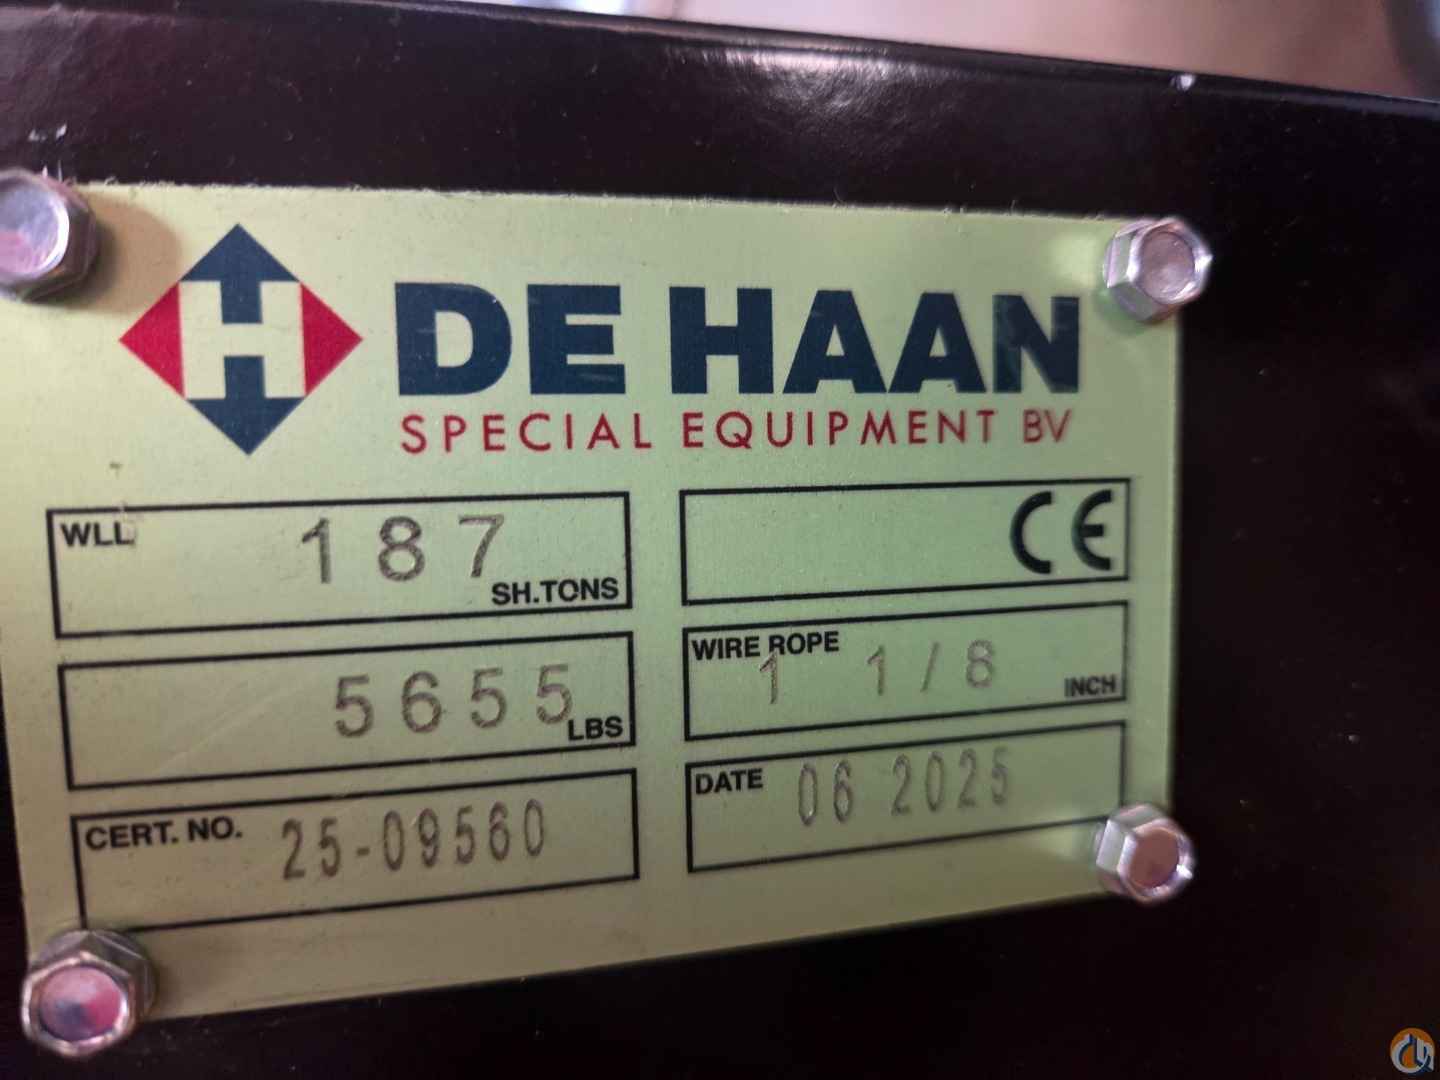 H
DE HAAN
SPECIAL EQUIPMENT BV
WLL 187 SH.TONS
CE
5655 LBS
WIRE ROPE 1 1/8 INCH
CERT. NO. 25-09560
DATE 06 2025